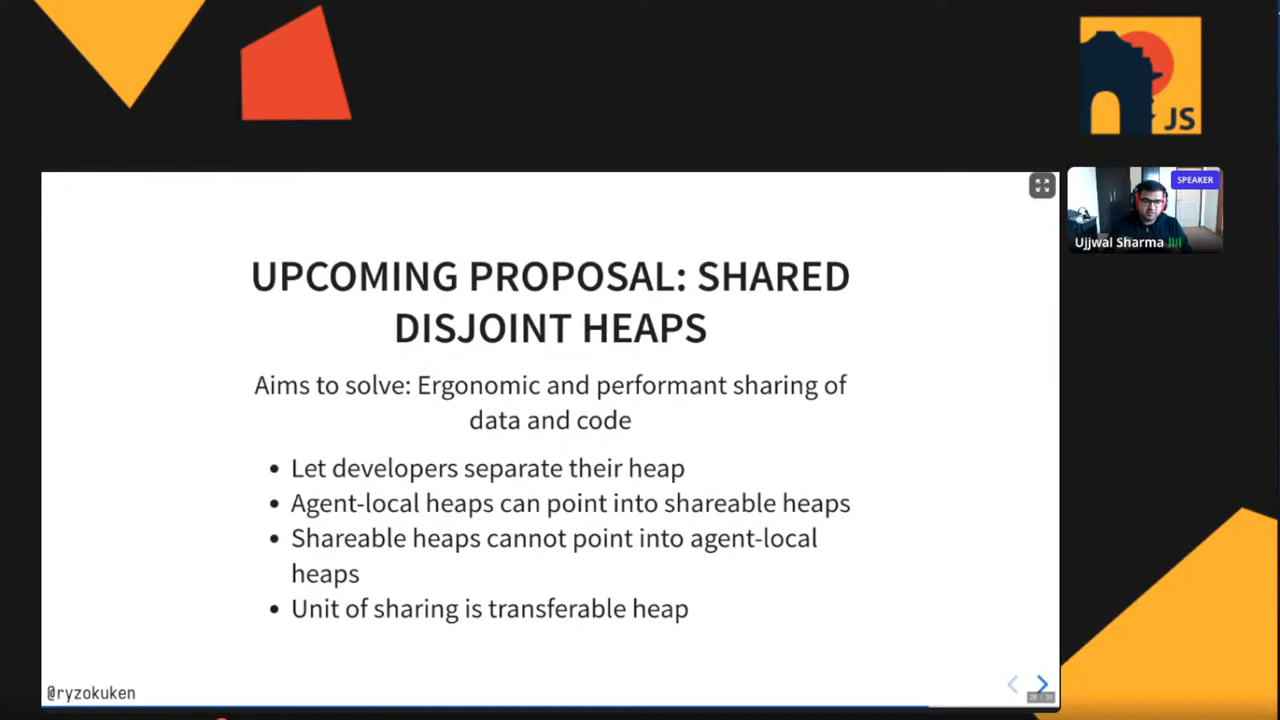 JS
SPEAKER
Ujjwal Sharma
UPCOMING PROPOSAL: SHARED
DISJOINT HEAPS
Aims to solve: Ergonomic and performant sharing of
data and code
• Let developers separate their heap
• Agent-local heaps can point into shareable heaps
• Shareable heaps cannot point into agent-local
heaps
• Unit of sharing is transferable heap
@ryzokuken